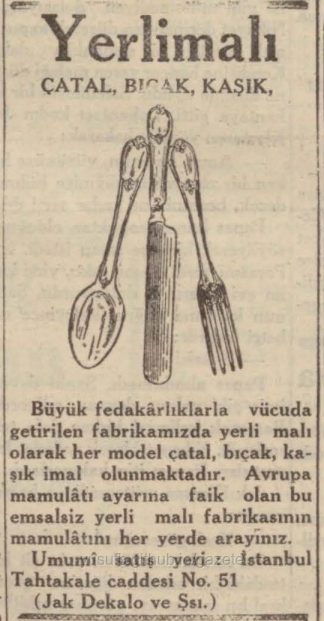 Yerlimalı
ÇATAL, BIÇAK, KAŞIK,
Büyük fedakârlıklarla vücuda
getirilen fabrikamızda yerli malı
olarak her model çatal, bıçak, ka-
şık imal olunmaktadır. Avrupa
mamulâtı ayarına faik olan bu
emsalsiz yerli malı fabrikasının
mamulâtını her yerde arayınız.
Umumî satış yeri: İstanbul
Tahtakale caddesi No. 51
(Jak Dekalo ve Şsı.)